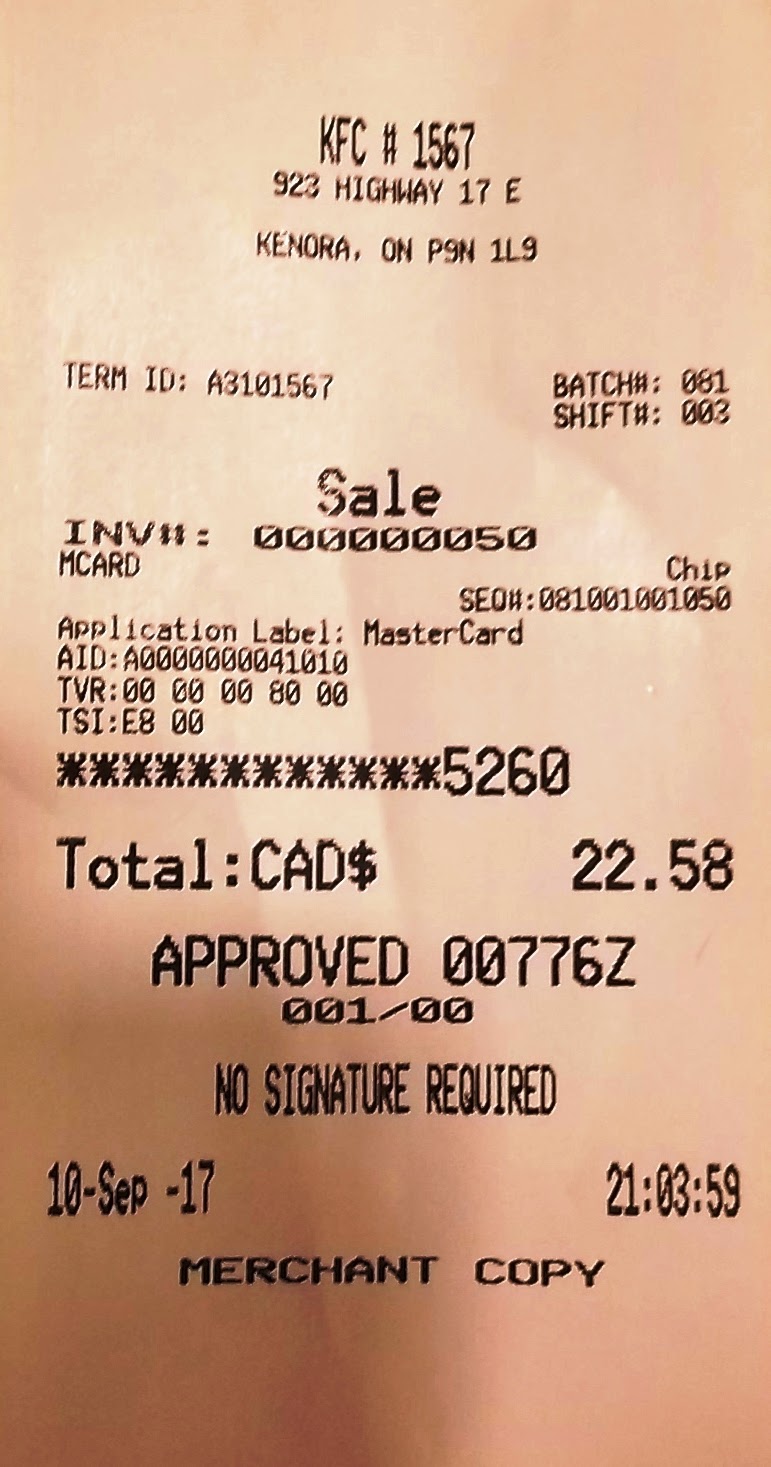 KFC # 1567
923 HIGHWAY 17 E
KENORA, ON P9N 1L9
TERM ID: A3101567 BATCH#: 081
SHIFT#: 003
Sale
INV#: 000000050
MCARD Chip
SEQ#:081001001050
Application Label: MasterCard
AID:A0000000041010
TVR:00 00 00 80 00
TSI:E8 00
************5260
Total:CAD$ 22.58
APPROVED 00776Z
001/00
NO SIGNATURE REQUIRED
10-Sep -17 21:03:59
MERCHANT COPY